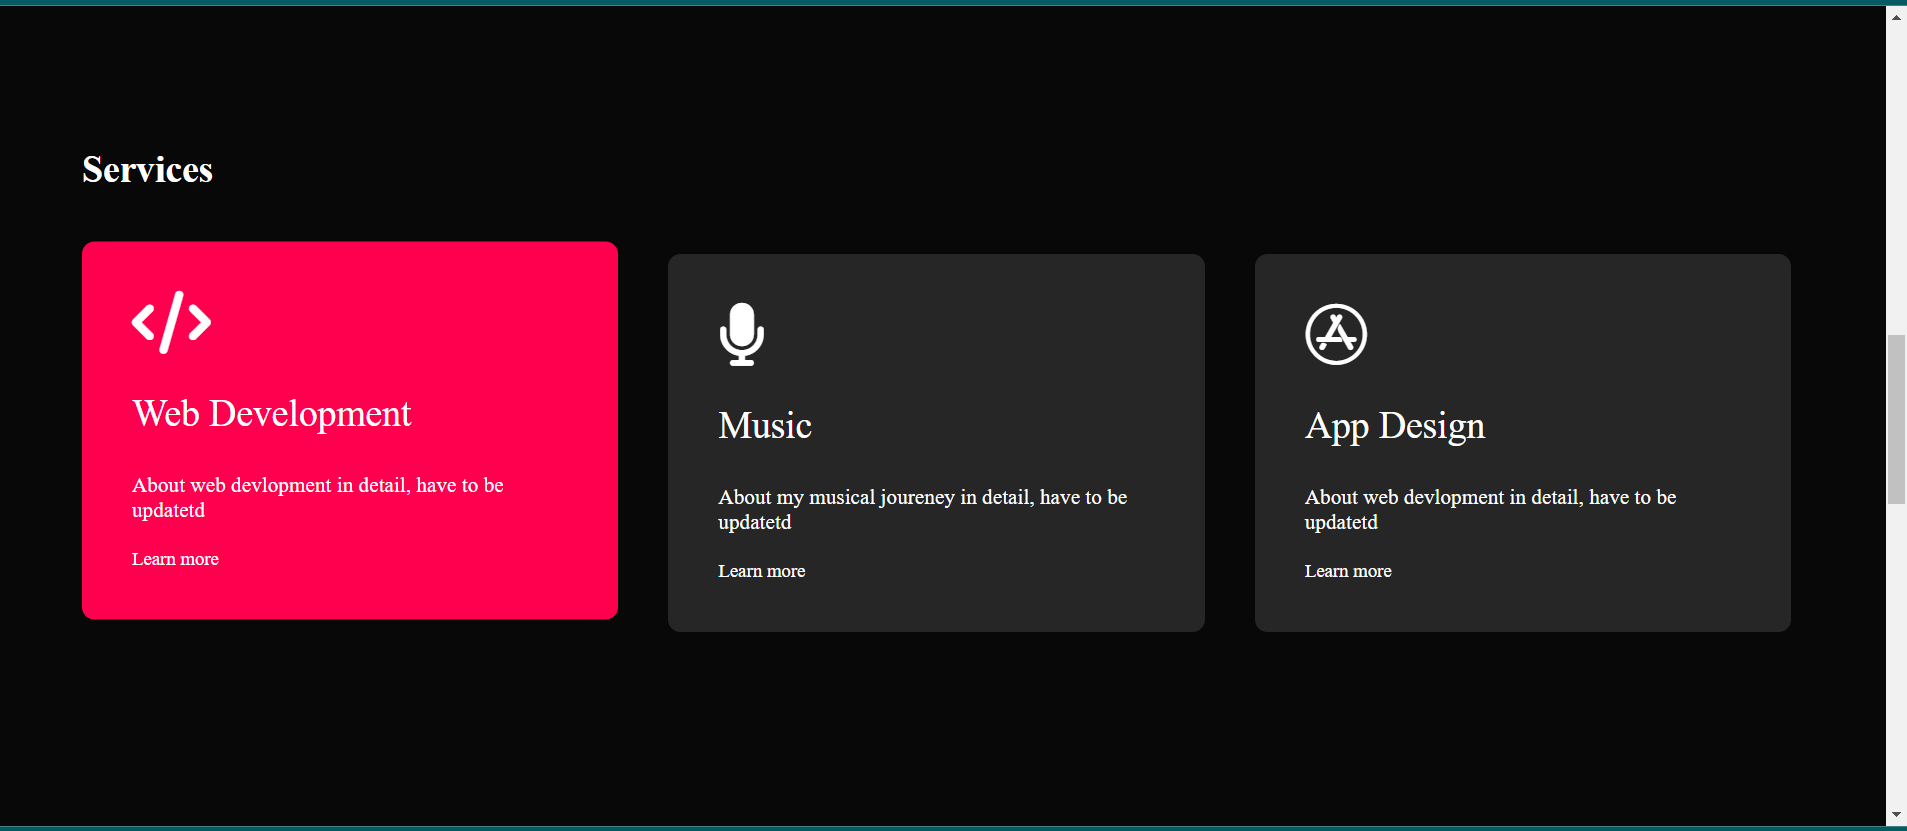 Services
Web Development
About web devlopment in detail, have to be
updatetd
Learn more
Music
About my musical joureney in detail, have to be
updatetd
Learn more
App Design
About web devlopment in detail, have to be
updatetd
Learn more